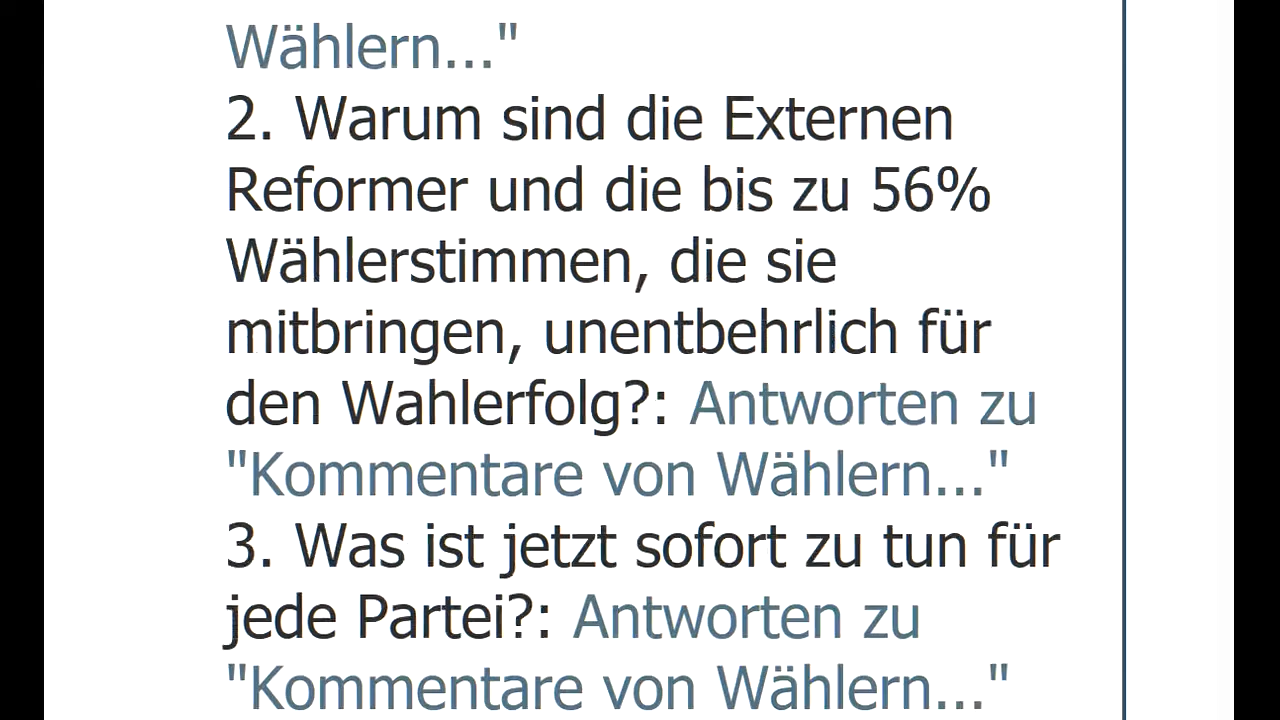 Wählern..."
2. Warum sind die Externen
Reformer und die bis zu 56%
Wählerstimmen, die sie
mitbringen, unentbehrlich für
den Wahlerfolg?: Antworten zu
"Kommentare von Wählern..."
3. Was ist jetzt sofort zu tun für
jede Partei?: Antworten zu
"Kommentare von Wählern..."